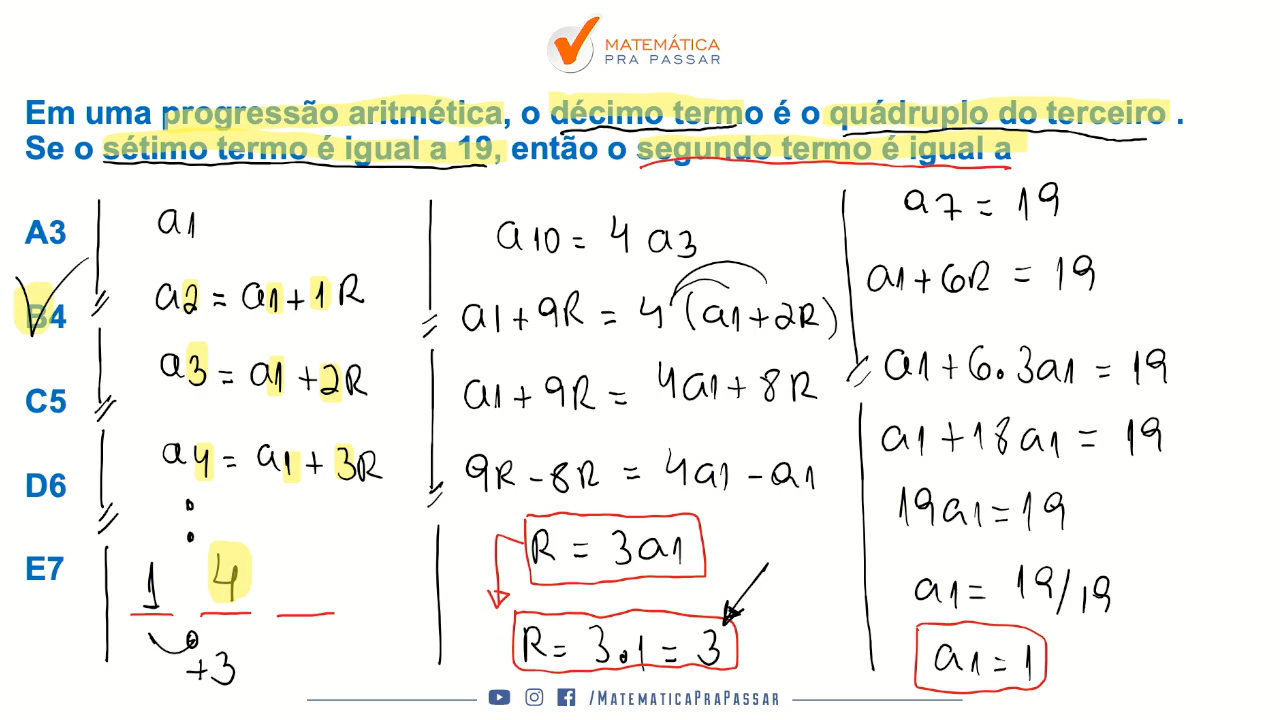 MATEMÁTICA
PRA PASSAR
Em uma progressão aritmética, o décimo termo é o quádruplo do terceiro .
Se o sétimo termo é igual a 19, então o segundo termo é igual a
A3
B4
C5
D6
E7
a1
a2 = a1 + 1R
a3 = a1 + 2R
a4 = a1 + 3R
:
1 4
+3
a10 = 4 a3
a1 + 9R = 4 (a1 + 2R)
a1 + 9R = 4a1 + 8R
9R - 8R = 4a1 - a1
R = 3a1
R = 3.1 = 3
a7 = 19
a1 + 6R = 19
a1 + 6.3a1 = 19
a1 + 18a1 = 19
19a1 = 19
a1 = 19/19
a1 = 1
/MATEMATICAPRAPASSAR